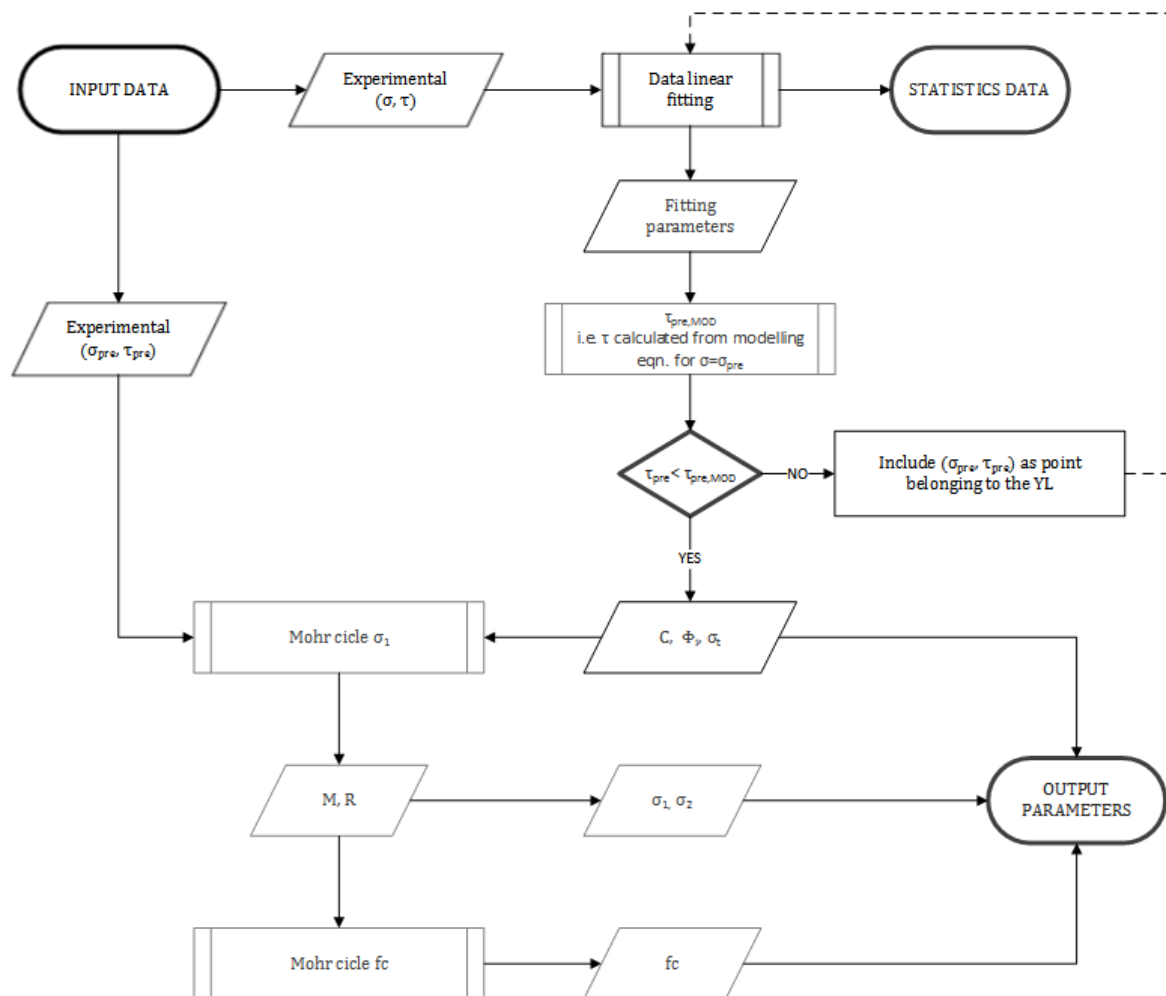 INPUT DATA
Experimental
(σ, τ)
Data linear
fitting
STATISTICS DATA
Fitting
parameters
Experimental
(σpre, τpre)
τpre,MOD
i.e. τ calculated from modelling
eqn. for σ=σpre
τpre< τpre,MOD
NO
Include (σpre, τpre) as point
belonging to the YL
YES
Mohr cicle σ1
C, Φi, σt
M, R
σ1, σ2
OUTPUT
PARAMETERS
Mohr cicle fc
fc